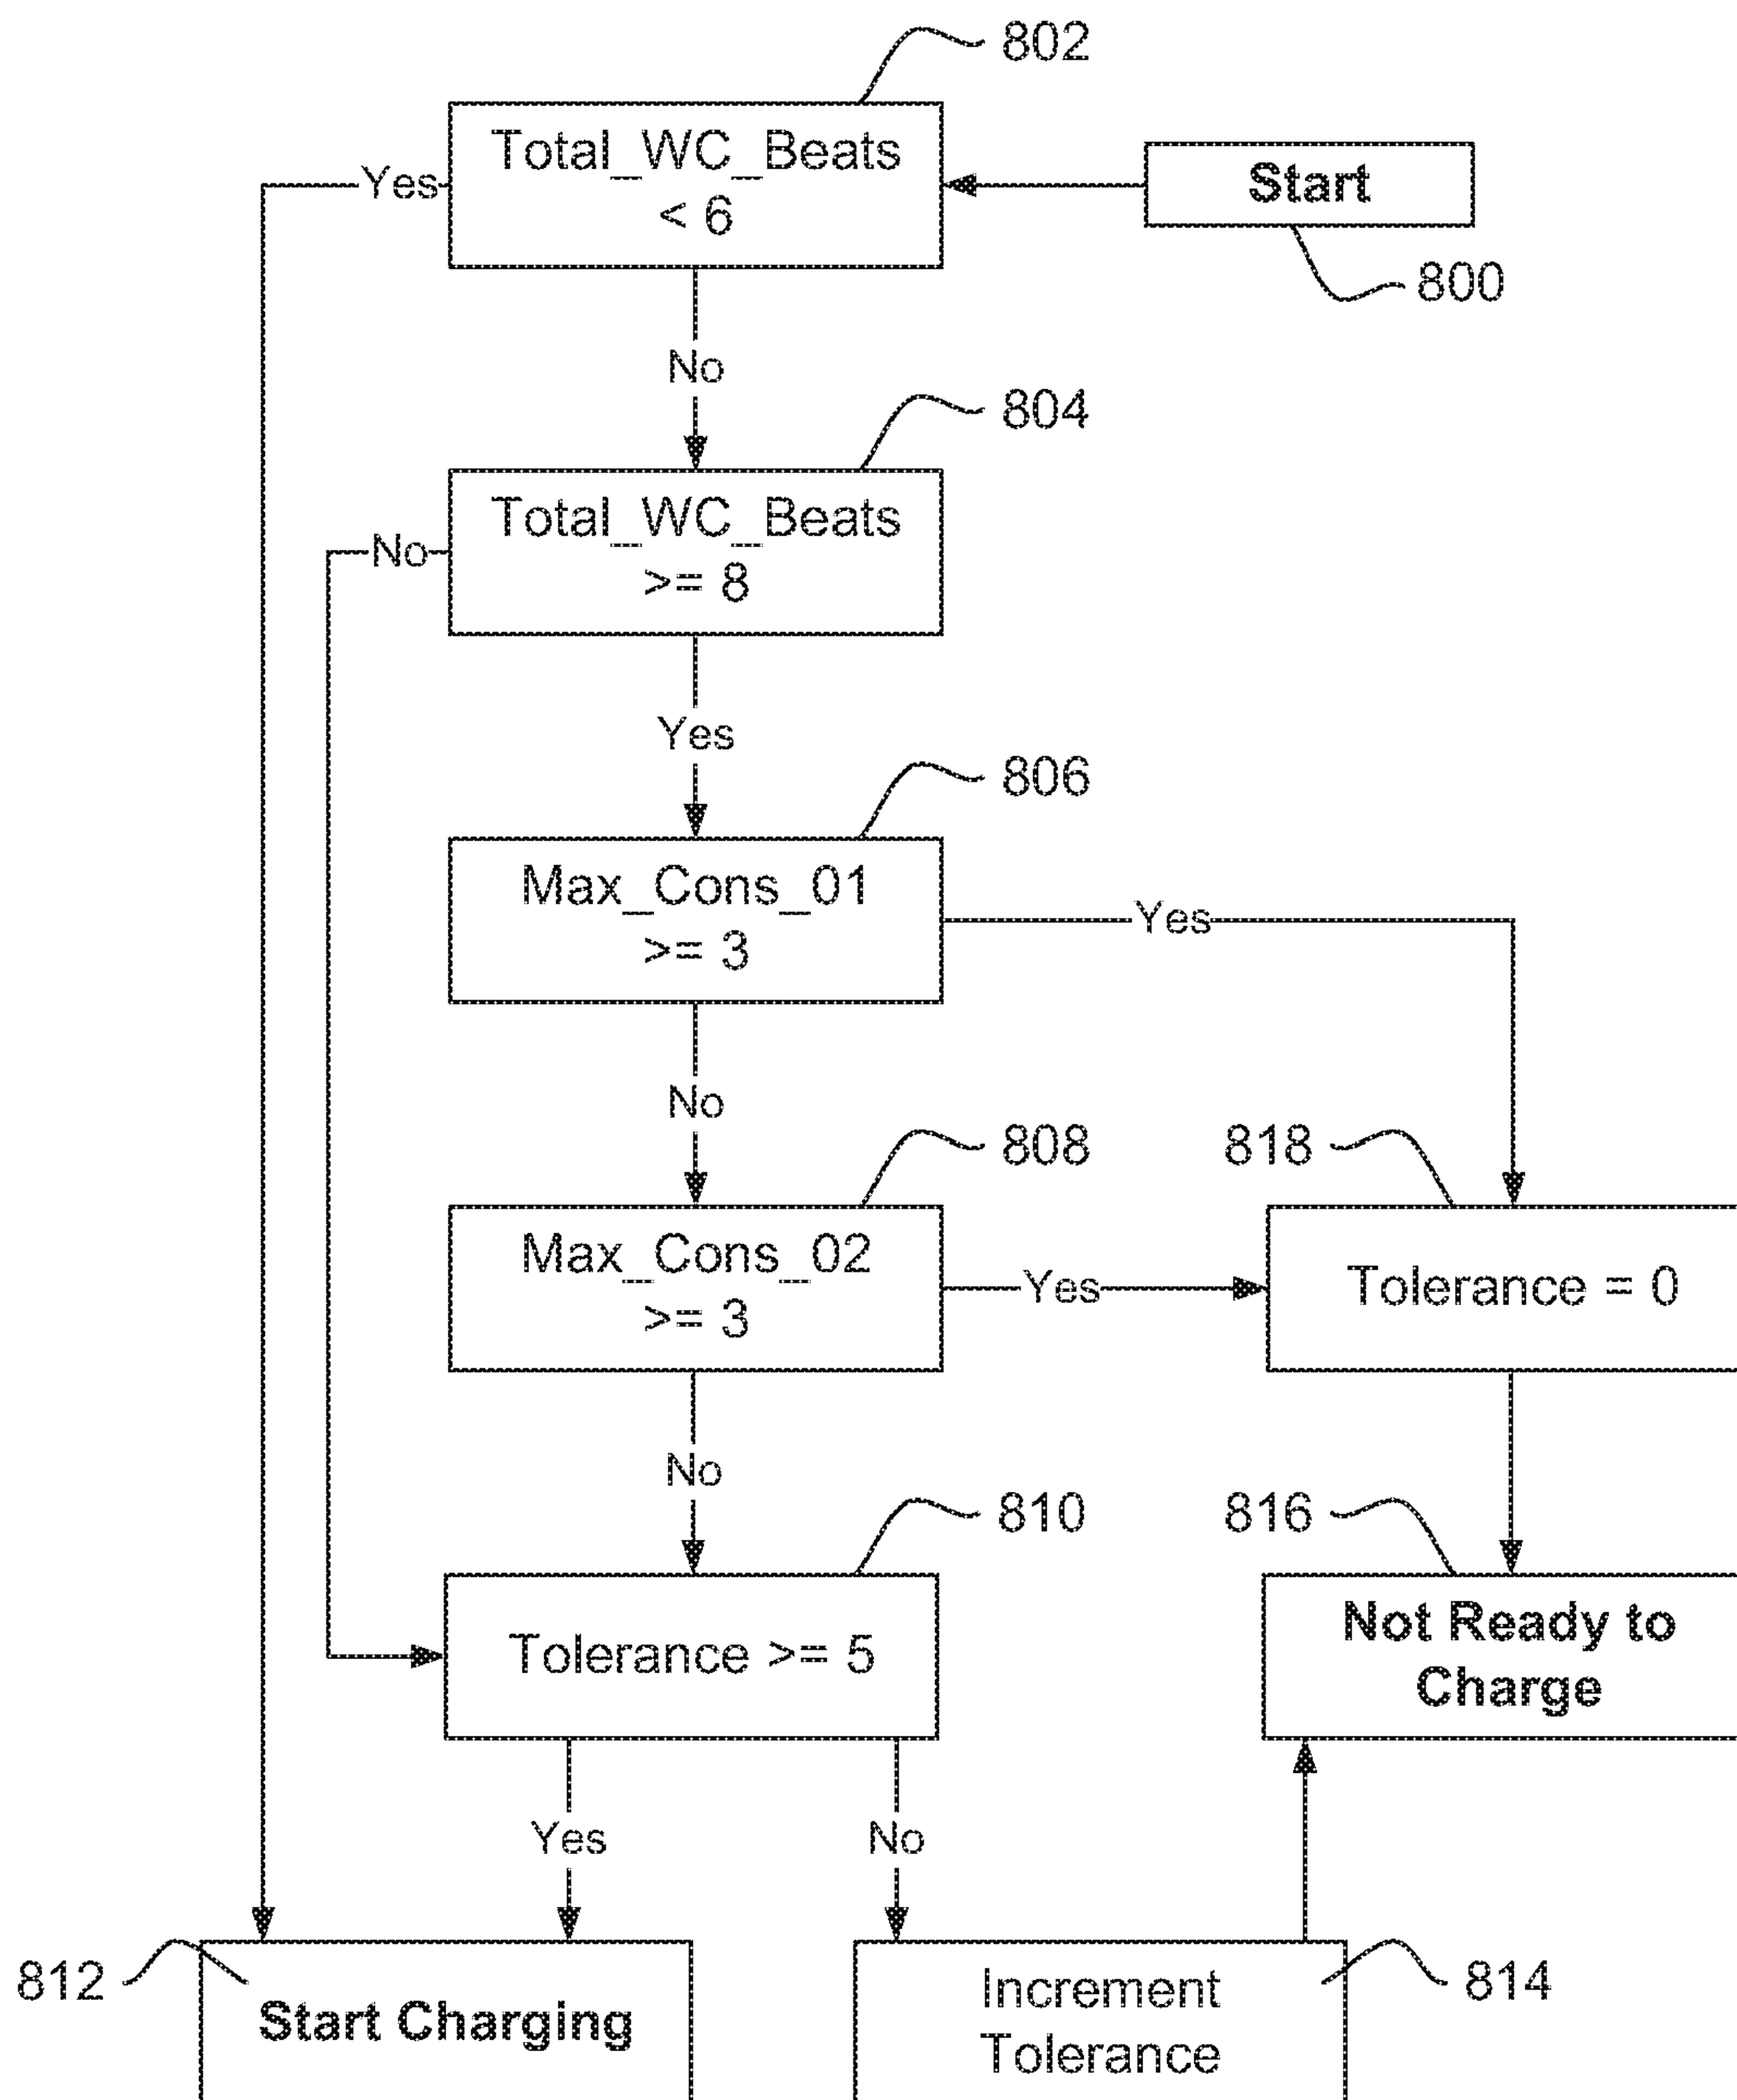 802
Total_WC_Beats
< 6
Yes
Start
800
No
804
Total_WC_Beats
>= 8
No
Yes
806
Max_Cons_01
>= 3
Yes
No
808
818
Max_Cons_02
>= 3
Yes
Tolerance = 0
No
810
816
Tolerance >= 5
Not Ready to
Charge
Yes
No
812
Start Charging
Increment
Tolerance
814